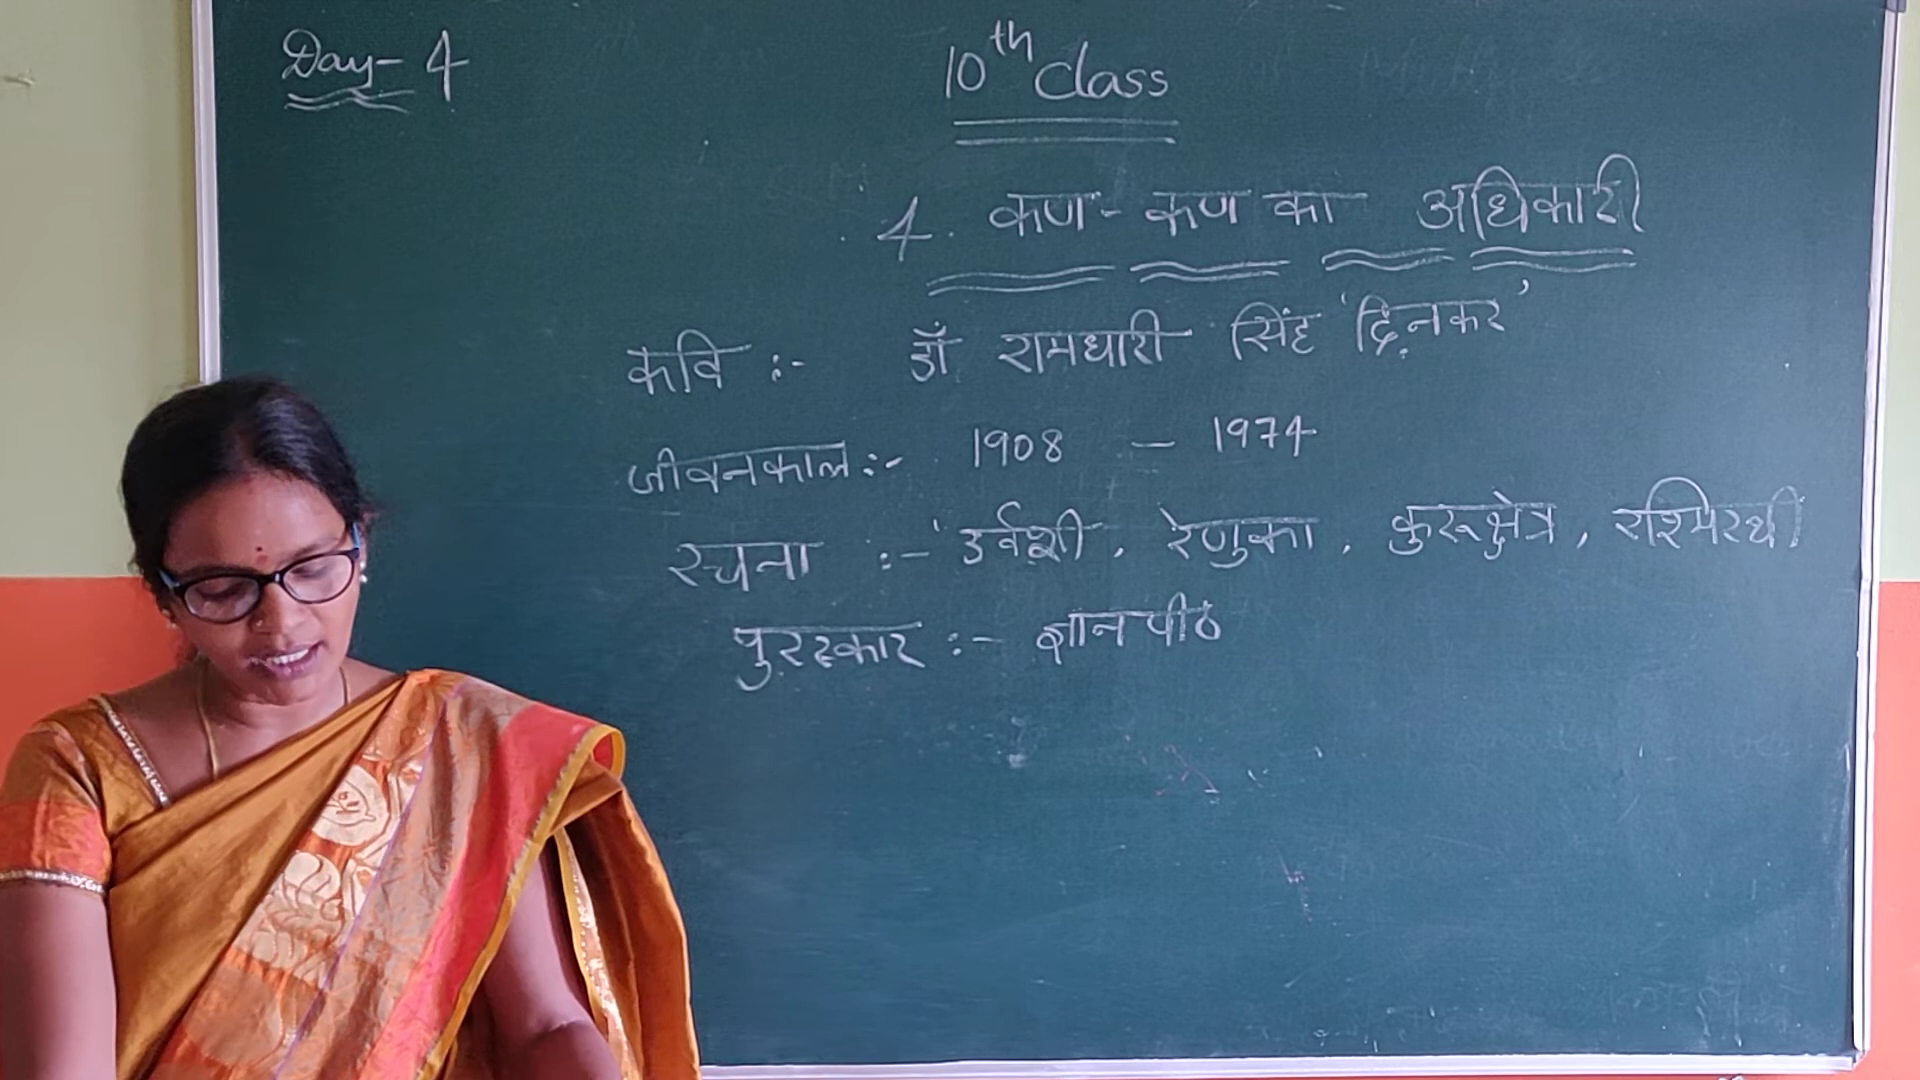 Day-4
10th class
4. कण-कण का अधिकारी
कवि :- डॉ रामधारी सिंह 'दिनकर'
जीवनकाल :- 1908 - 1974
रचना :- उर्वशी, रेणुका, कुरूक्षेत्र, रश्मिरथी
पुरस्कार :- ज्ञानपीठ